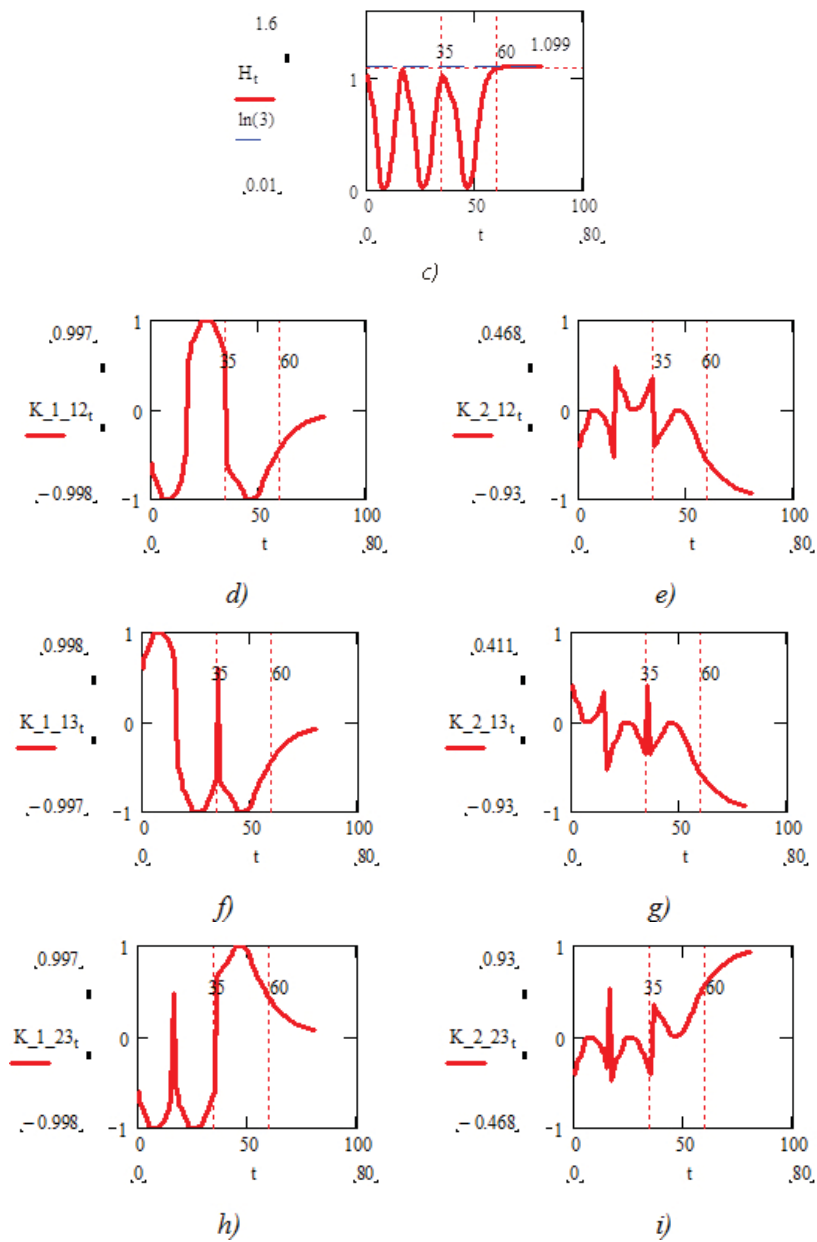 1.6
35 60 1.099
H_t
1
ln(3)
0.01
0
0 50 100
0 t 80
c)
0.997
1
35 60
K_1_12_t
0
−0.998
−1
0 50 100
0 t 80
d)
0.468
1
35 60
K_2_12_t
0
−0.93
−1
0 50 100
0 t 80
e)
0.998
1
35 60
K_1_13_t
0
−0.997
−1
0 50 100
0 t 80
f)
0.411
1
35 60
K_2_13_t
0
−0.93
−1
0 50 100
0 t 80
g)
0.997
1
35 60
K_1_23_t
0
−0.998
−1
0 50 100
0 t 80
h)
0.93
1
35 60
K_2_23_t
0
−0.468
−1
0 50 100
0 t 80
i)